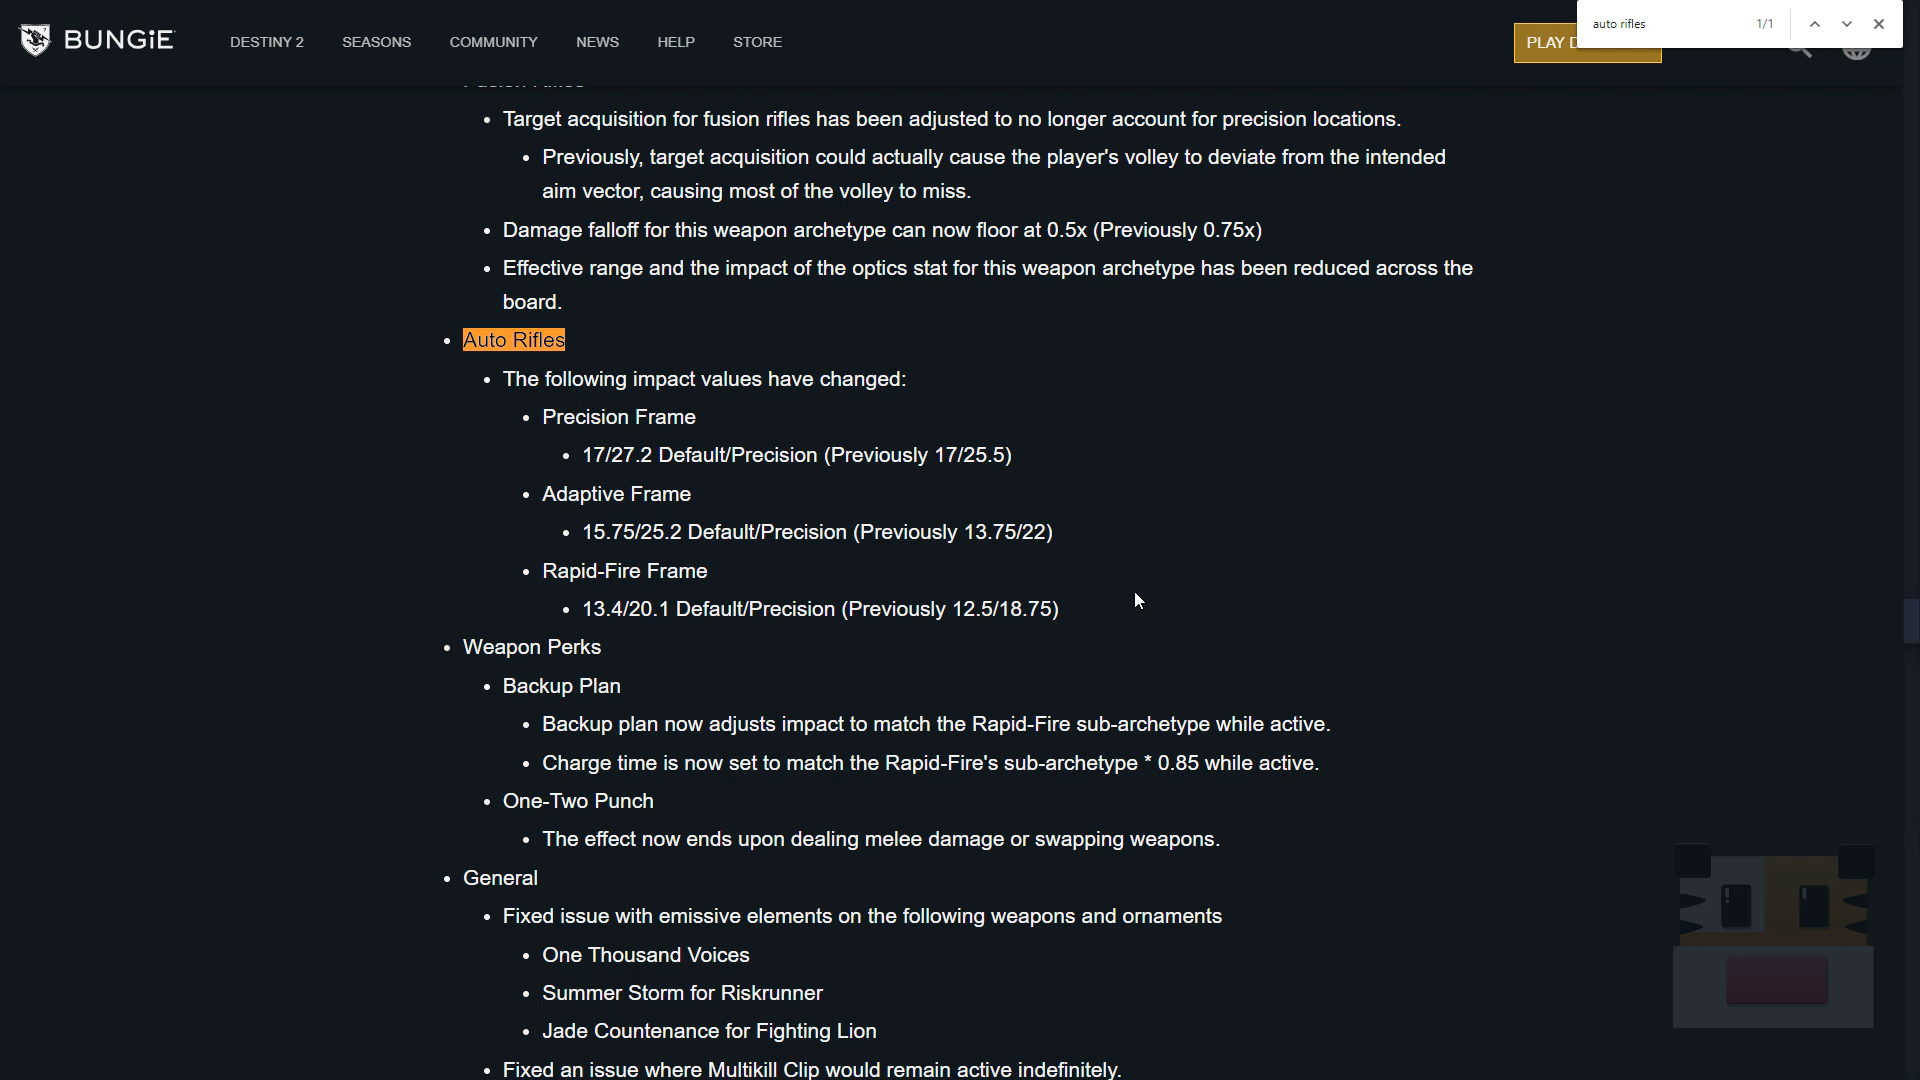 BUNGiE
DESTINY 2 SEASONS COMMUNITY NEWS HELP STORE
PLAY
auto rifles 1/1
• Target acquisition for fusion rifles has been adjusted to no longer account for precision locations.
• Previously, target acquisition could actually cause the player's volley to deviate from the intended
aim vector, causing most of the volley to miss.
• Damage falloff for this weapon archetype can now floor at 0.5x (Previously 0.75x)
• Effective range and the impact of the optics stat for this weapon archetype has been reduced across the
board.
• Auto Rifles
• The following impact values have changed:
• Precision Frame
• 17/27.2 Default/Precision (Previously 17/25.5)
• Adaptive Frame
• 15.75/25.2 Default/Precision (Previously 13.75/22)
• Rapid-Fire Frame
• 13.4/20.1 Default/Precision (Previously 12.5/18.75)
• Weapon Perks
• Backup Plan
• Backup plan now adjusts impact to match the Rapid-Fire sub-archetype while active.
• Charge time is now set to match the Rapid-Fire's sub-archetype * 0.85 while active.
• One-Two Punch
• The effect now ends upon dealing melee damage or swapping weapons.
• General
• Fixed issue with emissive elements on the following weapons and ornaments
• One Thousand Voices
• Summer Storm for Riskrunner
• Jade Countenance for Fighting Lion
• Fixed an issue where Multikill Clip would remain active indefinitely.